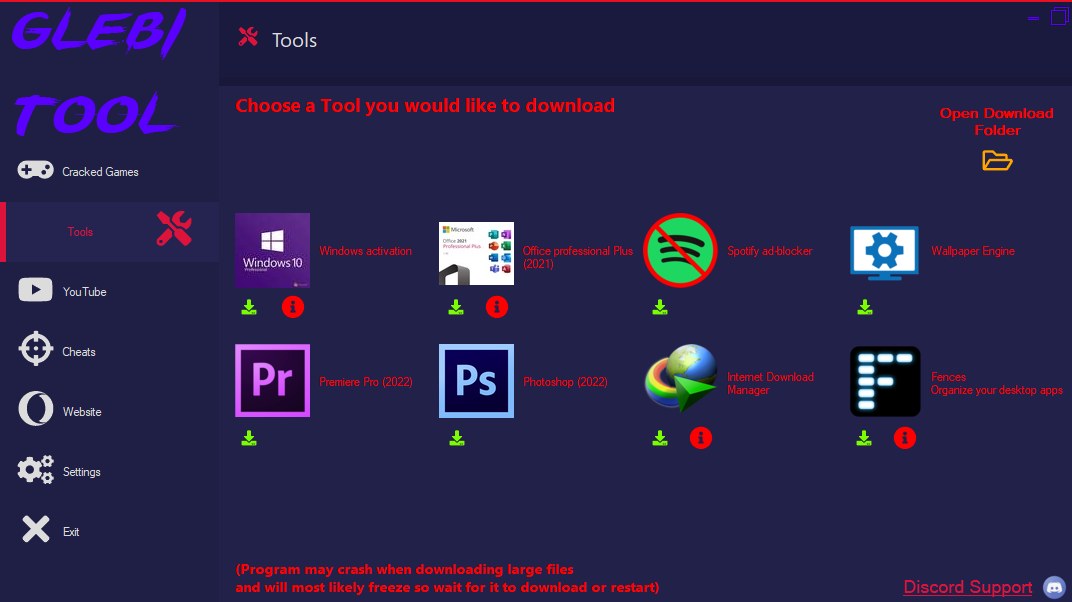 GLEBI
TOOL
Tools
Choose a Tool you would like to download
Open Download
Folder
Cracked Games
Tools
YouTube
Cheats
Website
Settings
Exit
Windows 10
Professional
Windows activation
Microsoft
Office 2021
Professional Plus
Office professional Plus
(2021)
Spotify ad-blocker
Wallpaper Engine
Pr
Premiere Pro (2022)
Ps
Photoshop (2022)
Internet Download
Manager
Fences
Organize your desktop apps
(Program may crash when downloading large files
and will most likely freeze so wait for it to download or restart)
Discord Support